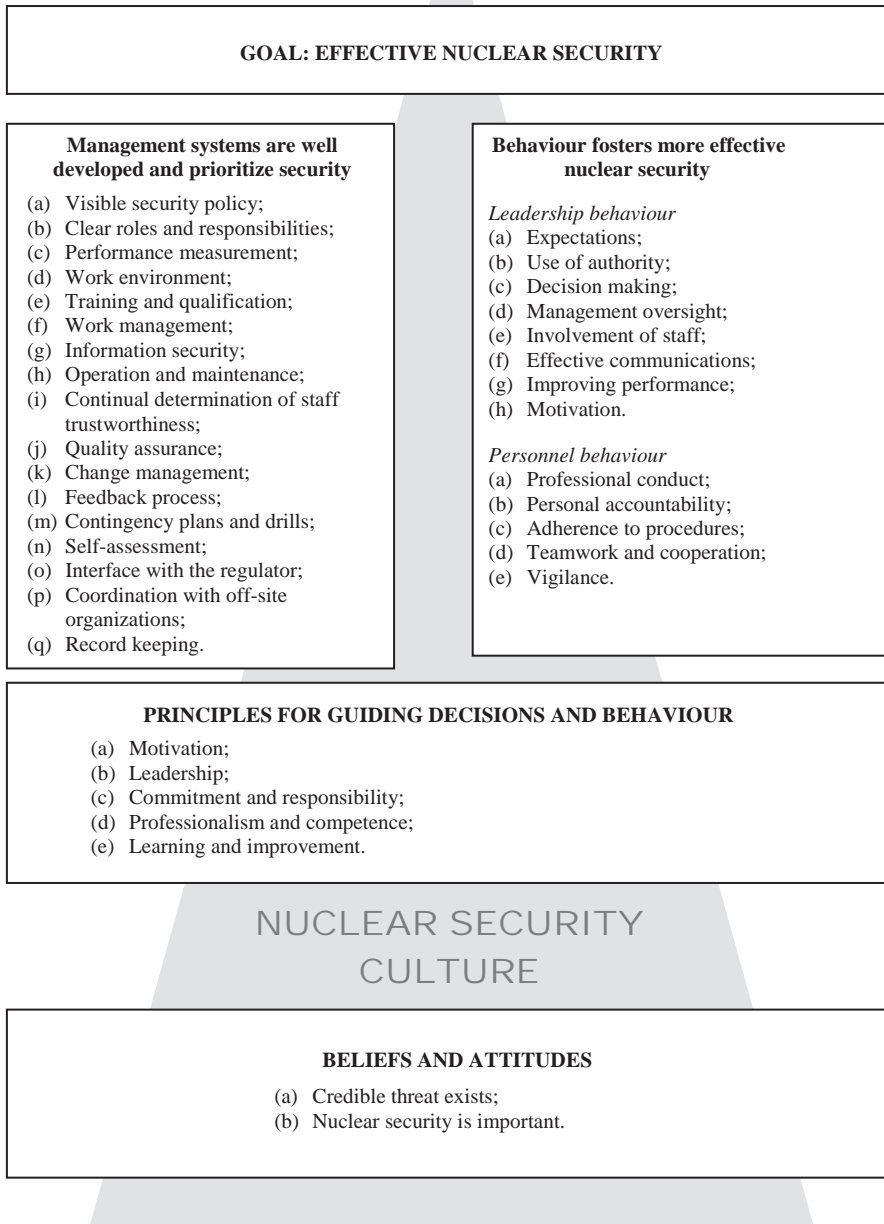 GOAL: EFFECTIVE NUCLEAR SECURITY
Management systems are well
developed and prioritize security
(a) Visible security policy;
(b) Clear roles and responsibilities;
(c) Performance measurement;
(d) Work environment;
(e) Training and qualification;
(f) Work management;
(g) Information security;
(h) Operation and maintenance;
(i) Continual determination of staff
trustworthiness;
(j) Quality assurance;
(k) Change management;
(l) Feedback process;
(m) Contingency plans and drills;
(n) Self-assessment;
(o) Interface with the regulator;
(p) Coordination with off-site
organizations;
(q) Record keeping.
Behaviour fosters more effective
nuclear security
Leadership behaviour
(a) Expectations;
(b) Use of authority;
(c) Decision making;
(d) Management oversight;
(e) Involvement of staff;
(f) Effective communications;
(g) Improving performance;
(h) Motivation.
Personnel behaviour
(a) Professional conduct;
(b) Personal accountability;
(c) Adherence to procedures;
(d) Teamwork and cooperation;
(e) Vigilance.
PRINCIPLES FOR GUIDING DECISIONS AND BEHAVIOUR
(a) Motivation;
(b) Leadership;
(c) Commitment and responsibility;
(d) Professionalism and competence;
(e) Learning and improvement.
NUCLEAR SECURITY
CULTURE
BELIEFS AND ATTITUDES
(a) Credible threat exists;
(b) Nuclear security is important.